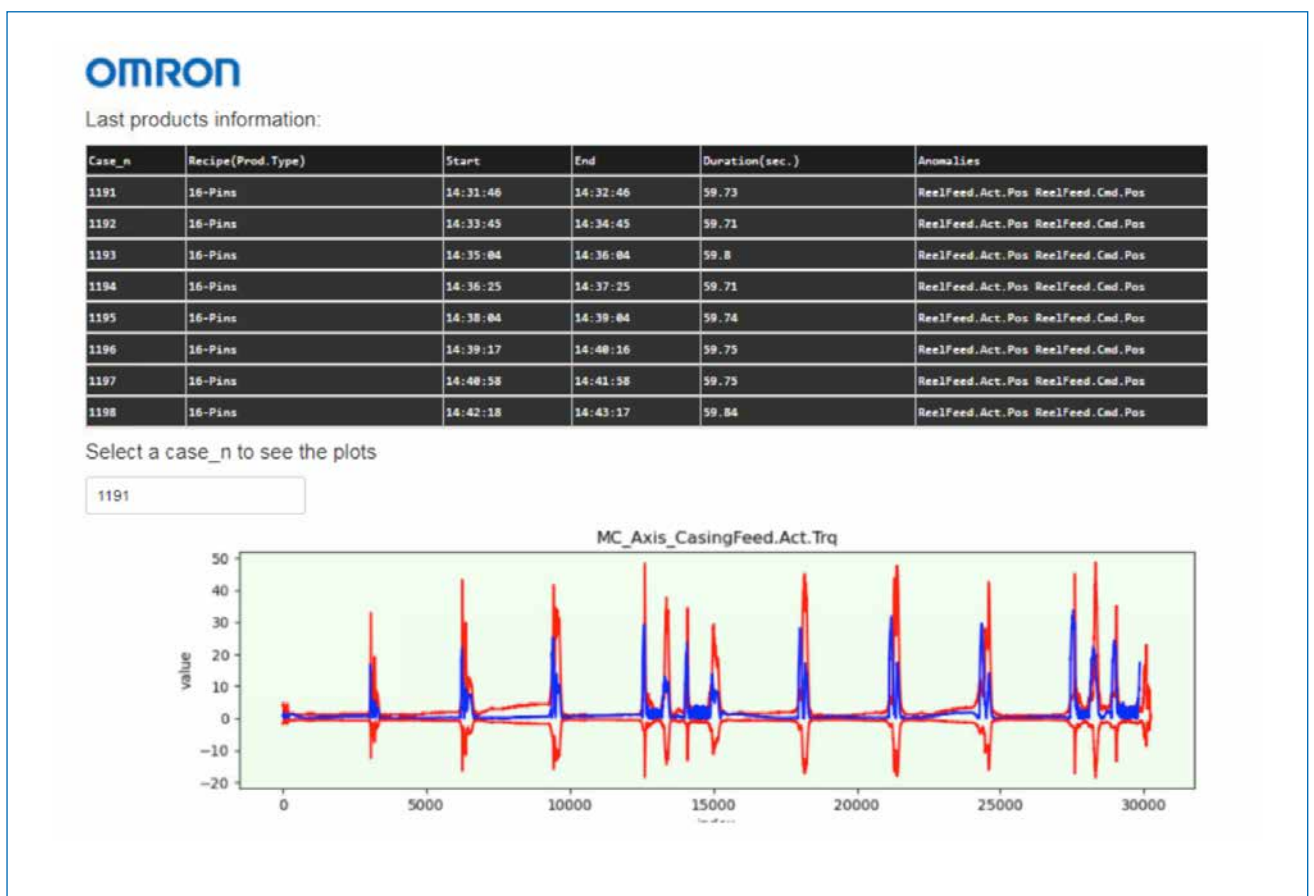 OMRON
Last products information:
Case_n Recipe(Prod.Type) Start End Duration(sec.) Anomalies
1191 16-Pins 14:31:46 14:32:46 59.73 ReelFeed.Act.Pos ReelFeed.Cmd.Pos
1192 16-Pins 14:33:45 14:34:45 59.71 ReelFeed.Act.Pos ReelFeed.Cmd.Pos
1193 16-Pins 14:35:04 14:36:04 59.8 ReelFeed.Act.Pos ReelFeed.Cmd.Pos
1194 16-Pins 14:36:25 14:37:25 59.71 ReelFeed.Act.Pos ReelFeed.Cmd.Pos
1195 16-Pins 14:38:04 14:39:04 59.74 ReelFeed.Act.Pos ReelFeed.Cmd.Pos
1196 16-Pins 14:39:17 14:40:16 59.75 ReelFeed.Act.Pos ReelFeed.Cmd.Pos
1197 16-Pins 14:40:58 14:41:58 59.75 ReelFeed.Act.Pos ReelFeed.Cmd.Pos
1198 16-Pins 14:42:18 14:43:17 59.84 ReelFeed.Act.Pos ReelFeed.Cmd.Pos
Select a case_n to see the plots
1191
MC_Axis_CasingFeed.Act.Trq
50
40
30
20
10
0
-10
-20
value
0 5000 10000 15000 20000 25000 30000